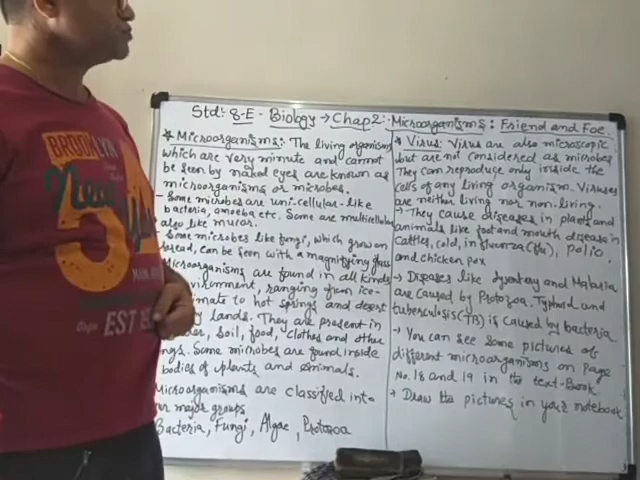 Std:- 8-E - Biology → Chap 2:- Microorganisms: Friend and Foe
* Microorganisms:- The living organisms
which are very minute and cannot
be seen by naked eyes are known as
microorganisms or microbes.
- Some microbes are uni-cellular-like
bacteria, amoeba etc. Some are multicellular
also like mucor.
Some microbes like fungi, which grow on
bread, can be seen with a magnifying glass
Microorganisms are found in all kinds
environment, ranging from ice-
climate to hot springs and desert
lands. They are present in
soil, food, clothes and other
Some microbes are found inside
bodies of plants and animals.
Microorganisms are classified into
major groups
Bacteria, Fungi, Algae, Protozoa
* Virus: Virus are also microscopic
but are not considered as microbes
They can reproduce only inside the
cells of any living organism. Viruses
are neither living nor non-living.
→ They cause diseases in plants and
animals like foot and mouth disease in
Cattles, cold, influenza (flu), Polio,
and Chicken pox
→ Diseases like dysentery and Malaria
are caused by Protozoa. Typhoid and
tuberculosis (TB) is caused by bacteria.
→ You can see some pictures of
different microorganisms on Page
No. 18 and 19 in the text-Book
→ Draw the pictures in your notebook
BROOKLYN
New
54
EST